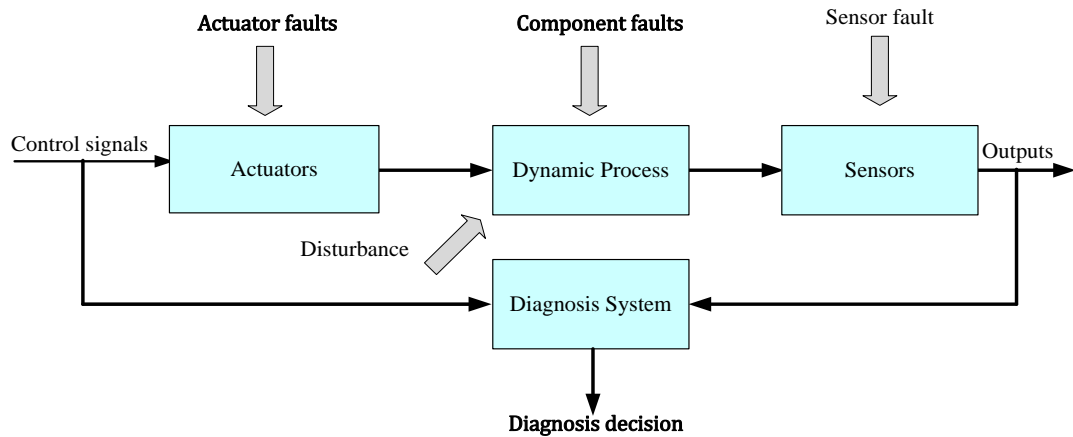 Actuator faults
Component faults
Sensor fault
Control signals
Actuators
Dynamic Process
Sensors
Outputs
Disturbance
Diagnosis System
Diagnosis decision